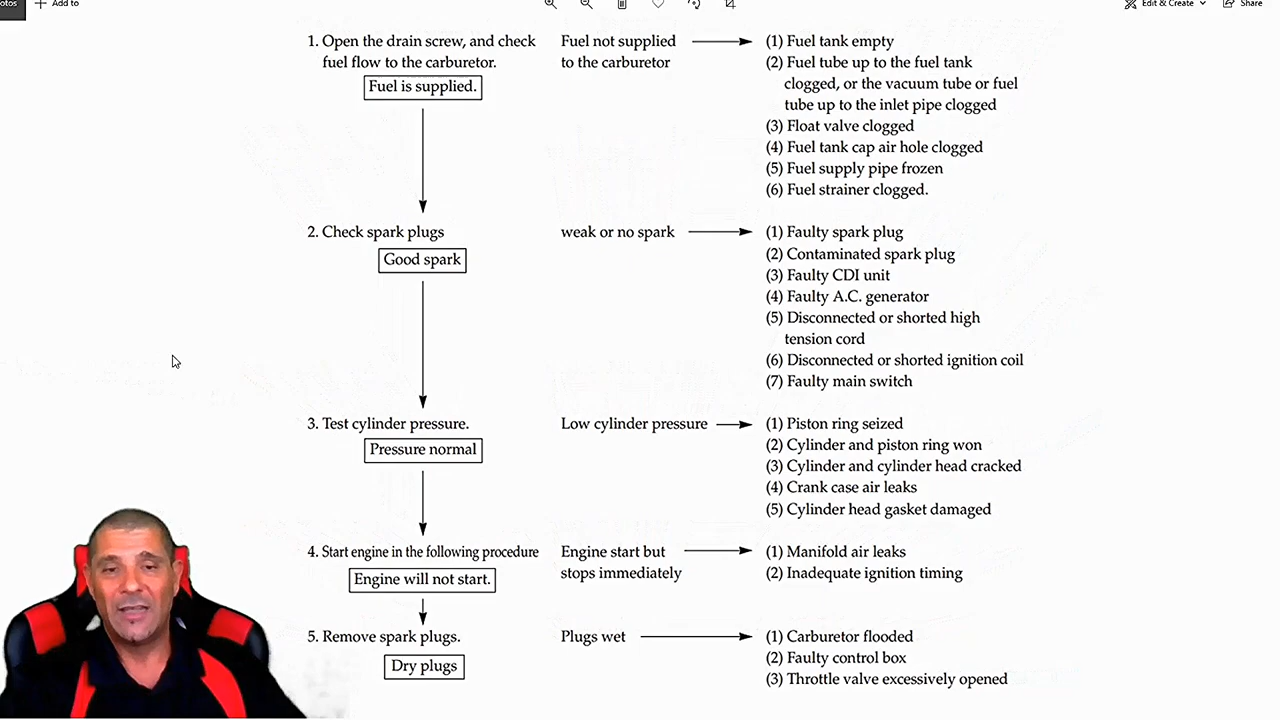 Add to
Edit & Create
Share
1. Open the drain screw, and check
fuel flow to the carburetor.
Fuel is supplied.
Fuel not supplied
to the carburetor
(1) Fuel tank empty
(2) Fuel tube up to the fuel tank
clogged, or the vacuum tube or fuel
tube up to the inlet pipe clogged
(3) Float valve clogged
(4) Fuel tank cap air hole clogged
(5) Fuel supply pipe frozen
(6) Fuel strainer clogged.
2. Check spark plugs
Good spark
weak or no spark
(1) Faulty spark plug
(2) Contaminated spark plug
(3) Faulty CDI unit
(4) Faulty A.C. generator
(5) Disconnected or shorted high
tension cord
(6) Disconnected or shorted ignition coil
(7) Faulty main switch
3. Test cylinder pressure.
Pressure normal
Low cylinder pressure
(1) Piston ring seized
(2) Cylinder and piston ring won
(3) Cylinder and cylinder head cracked
(4) Crank case air leaks
(5) Cylinder head gasket damaged
4. Start engine in the following procedure
Engine will not start.
Engine start but
stops immediately
(1) Manifold air leaks
(2) Inadequate ignition timing
5. Remove spark plugs.
Dry plugs
Plugs wet
(1) Carburetor flooded
(2) Faulty control box
(3) Throttle valve excessively opened